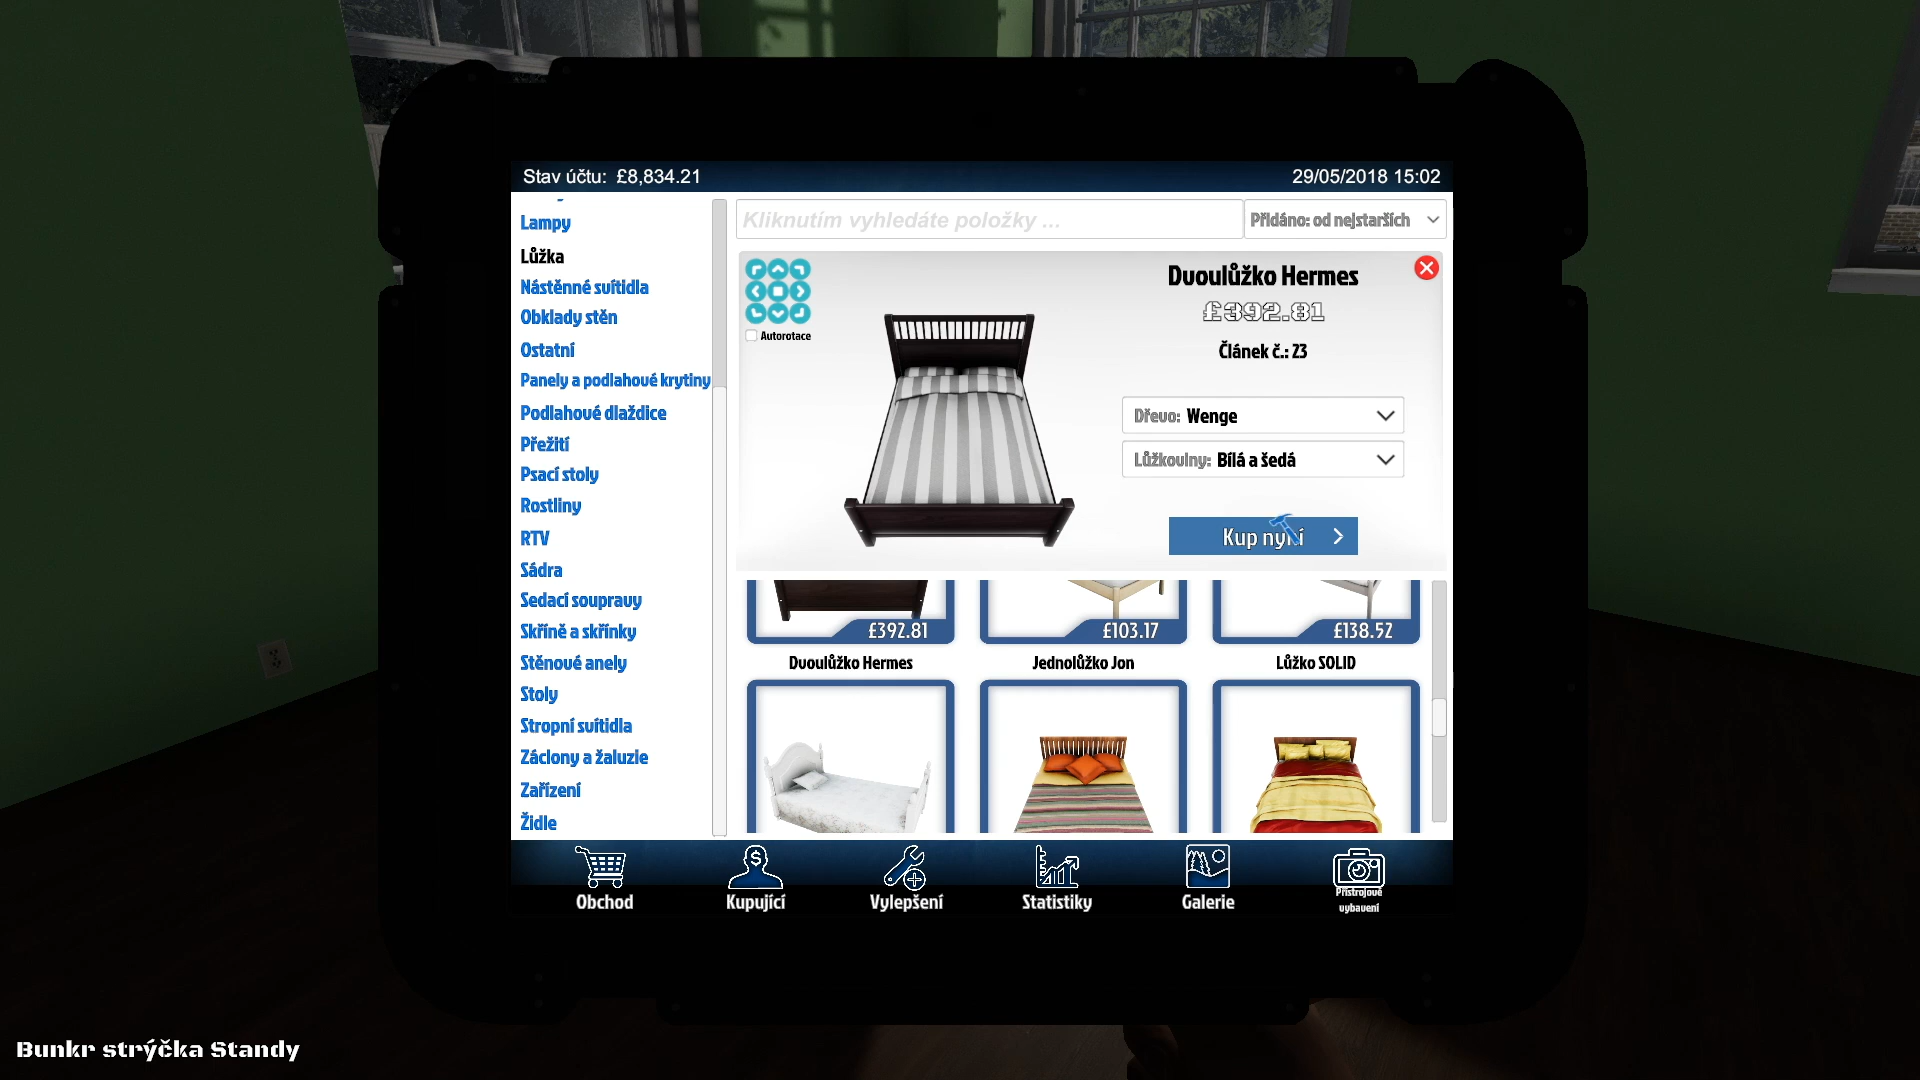 Stav účtu: £8,834.21
29/05/2018 15:02
Lampy
Lůžka
Nástěnné svítidla
Obklady stěn
Ostatní
Panely a podlahové krytiny
Podlahové dlaždice
Přežití
Psací stoly
Rostliny
RTV
Sádra
Sedací soupravy
Skříně a skřínky
Stěnové anely
Stoly
Stropní svítidla
Záclony a žaluzie
Zařízení
Židle
Kliknutím vyhledáte položky ...
Přidáno: od nejstarších
Autorotace
Dvoulůžko Hermes
£392.81
Článek č.: 23
Dřevo: Wenge
Lůžkoviny: Bílá a šedá
Kup nyní
£392.81
£103.17
£138.52
Dvoulůžko Hermes
Jednolůžko Jon
Lůžko SOLID
Obchod
Kupující
Vylepšení
Statistiky
Galerie
Přístrojové
vybavení
Bunkr strýčka Standy